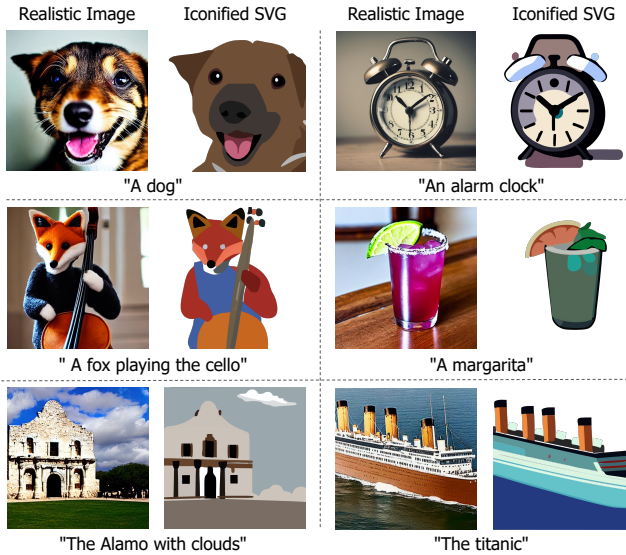 Realistic Image Iconified SVG Realistic Image Iconified SVG
"A dog" "An alarm clock"
" A fox playing the cello" "A margarita"
"The Alamo with clouds" "The titanic"